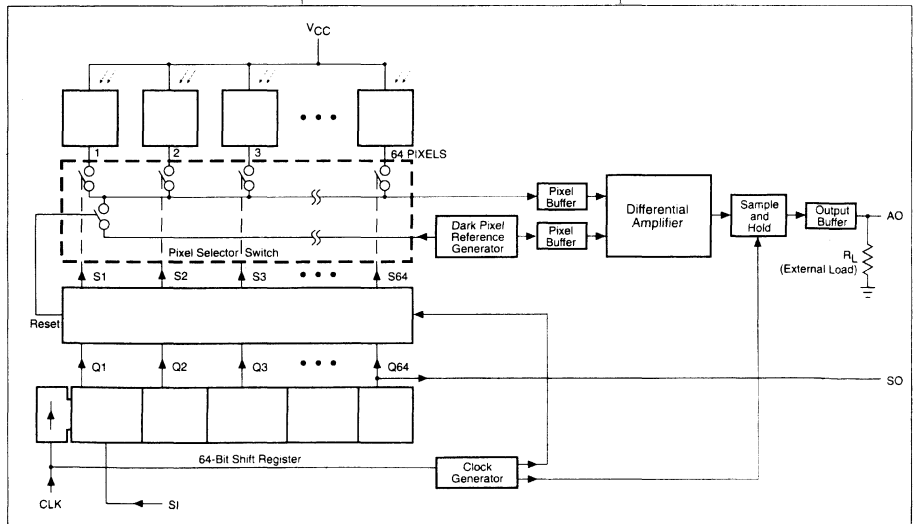 VCC
1
2
3
64 PIXELS
Pixel Selector Switch
Pixel
Buffer
Dark Pixel
Reference
Generator
Pixel
Buffer
Differential
Amplifier
Sample
and
Hold
Output
Buffer
AO
RL
(External Load)
S1
S2
S3
S64
Reset
Q1
Q2
Q3
Q64
SO
64-Bit Shift Register
Clock
Generator
CLK
SI